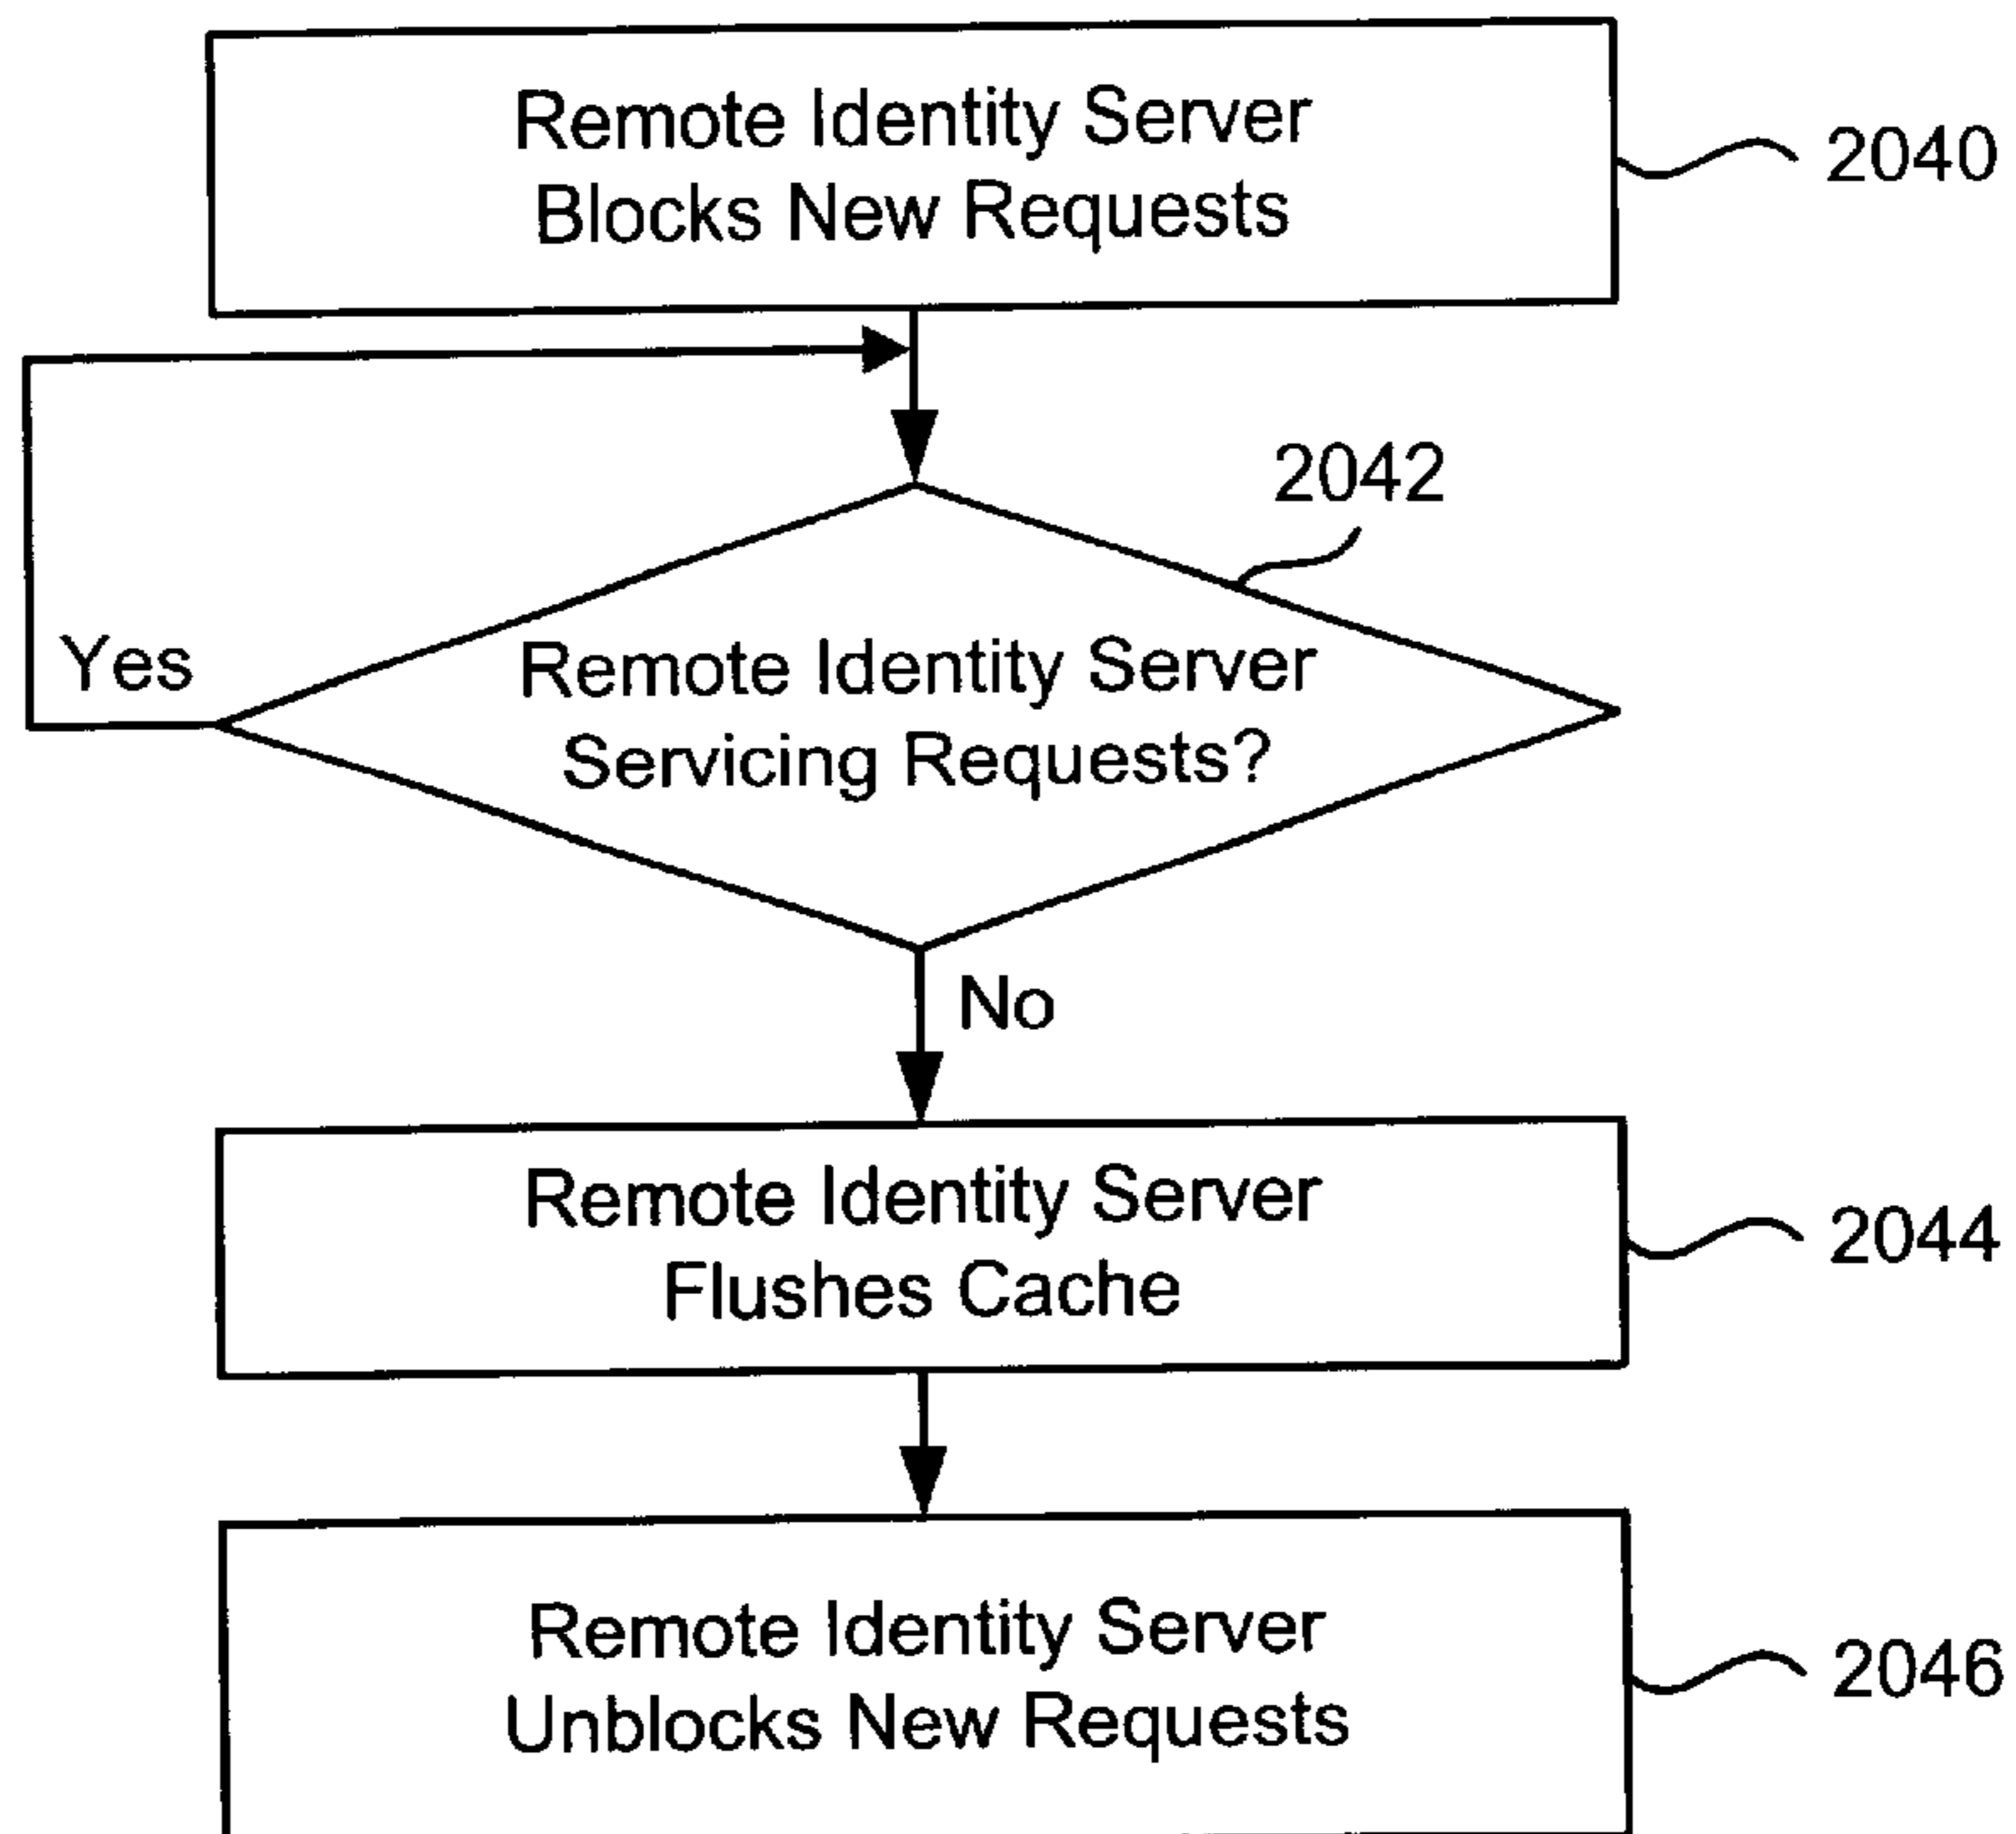 Remote Identity Server
Blocks New Requests
2040
2042
Yes
Remote Identity Server
Servicing Requests?
No
Remote Identity Server
Flushes Cache
2044
Remote Identity Server
Unblocks New Requests
2046